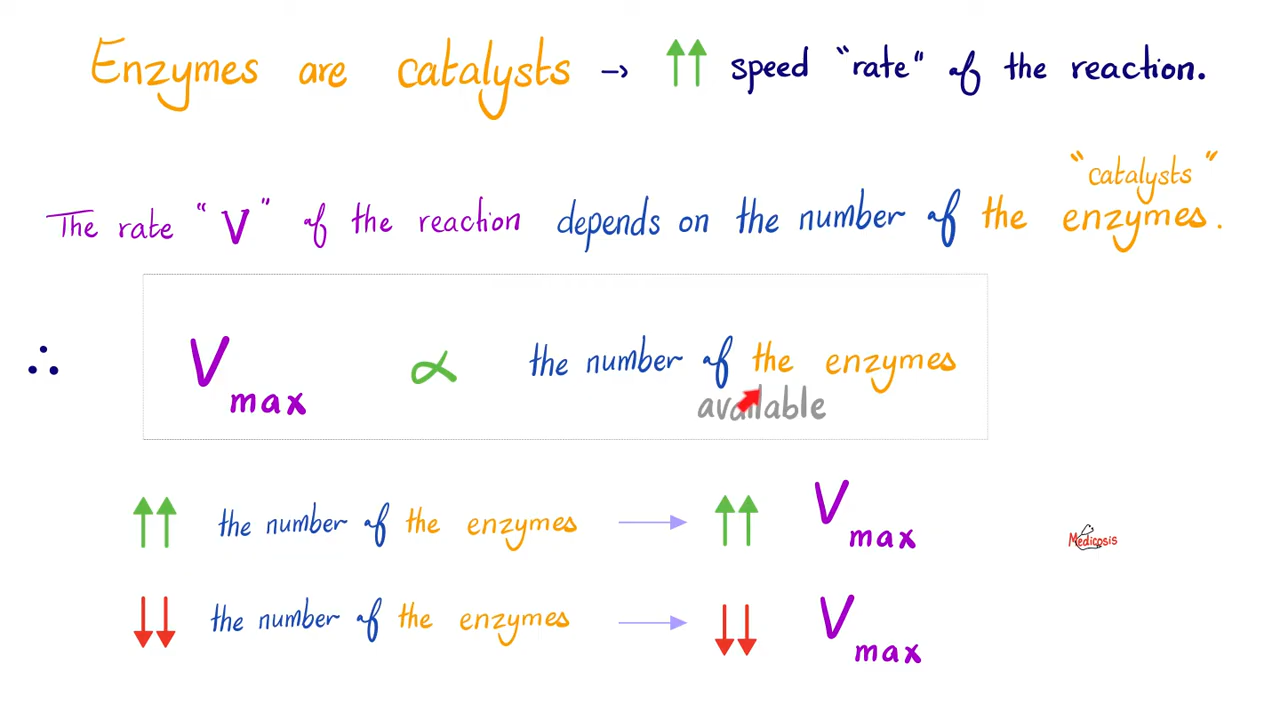 Enzymes are catalysts → ↑↑ speed "rate" of the reaction.
"catalysts"
The rate "V" of the reaction depends on the number of the enzymes.
∴ Vmax ∝ the number of the enzymes
available
↑↑ the number of the enzymes → ↑↑ Vmax
Medicosis
↓↓ the number of the enzymes → ↓↓ Vmax